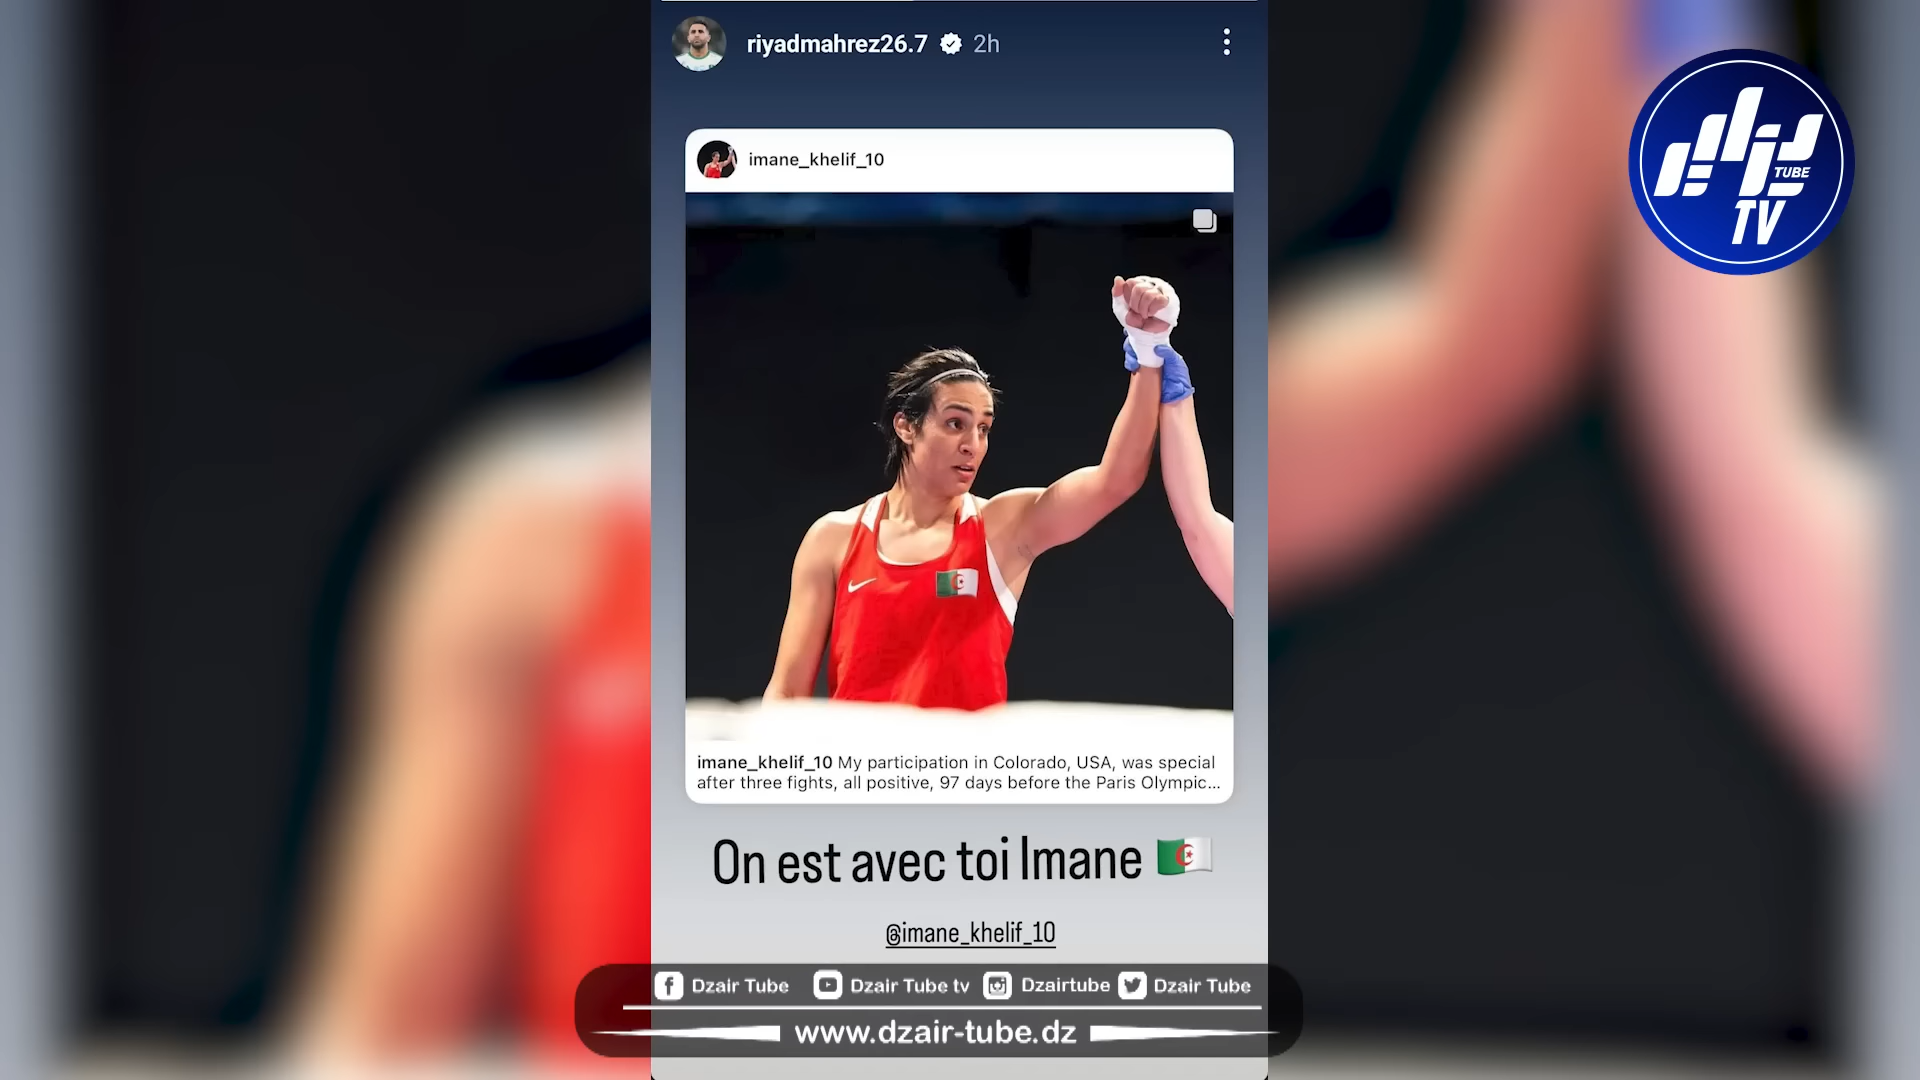 riyadmahrez26.7 2h
TUBE
TV
imane_khelif_10
imane_khelif_10 My participation in Colorado, USA, was special
after three fights, all positive, 97 days before the Paris Olympic...
On est avec toi Imane 🇩🇿
@imane_khelif_10
Dzair Tube Dzair Tube tv Dzairtube Dzair Tube
www.dzair-tube.dz